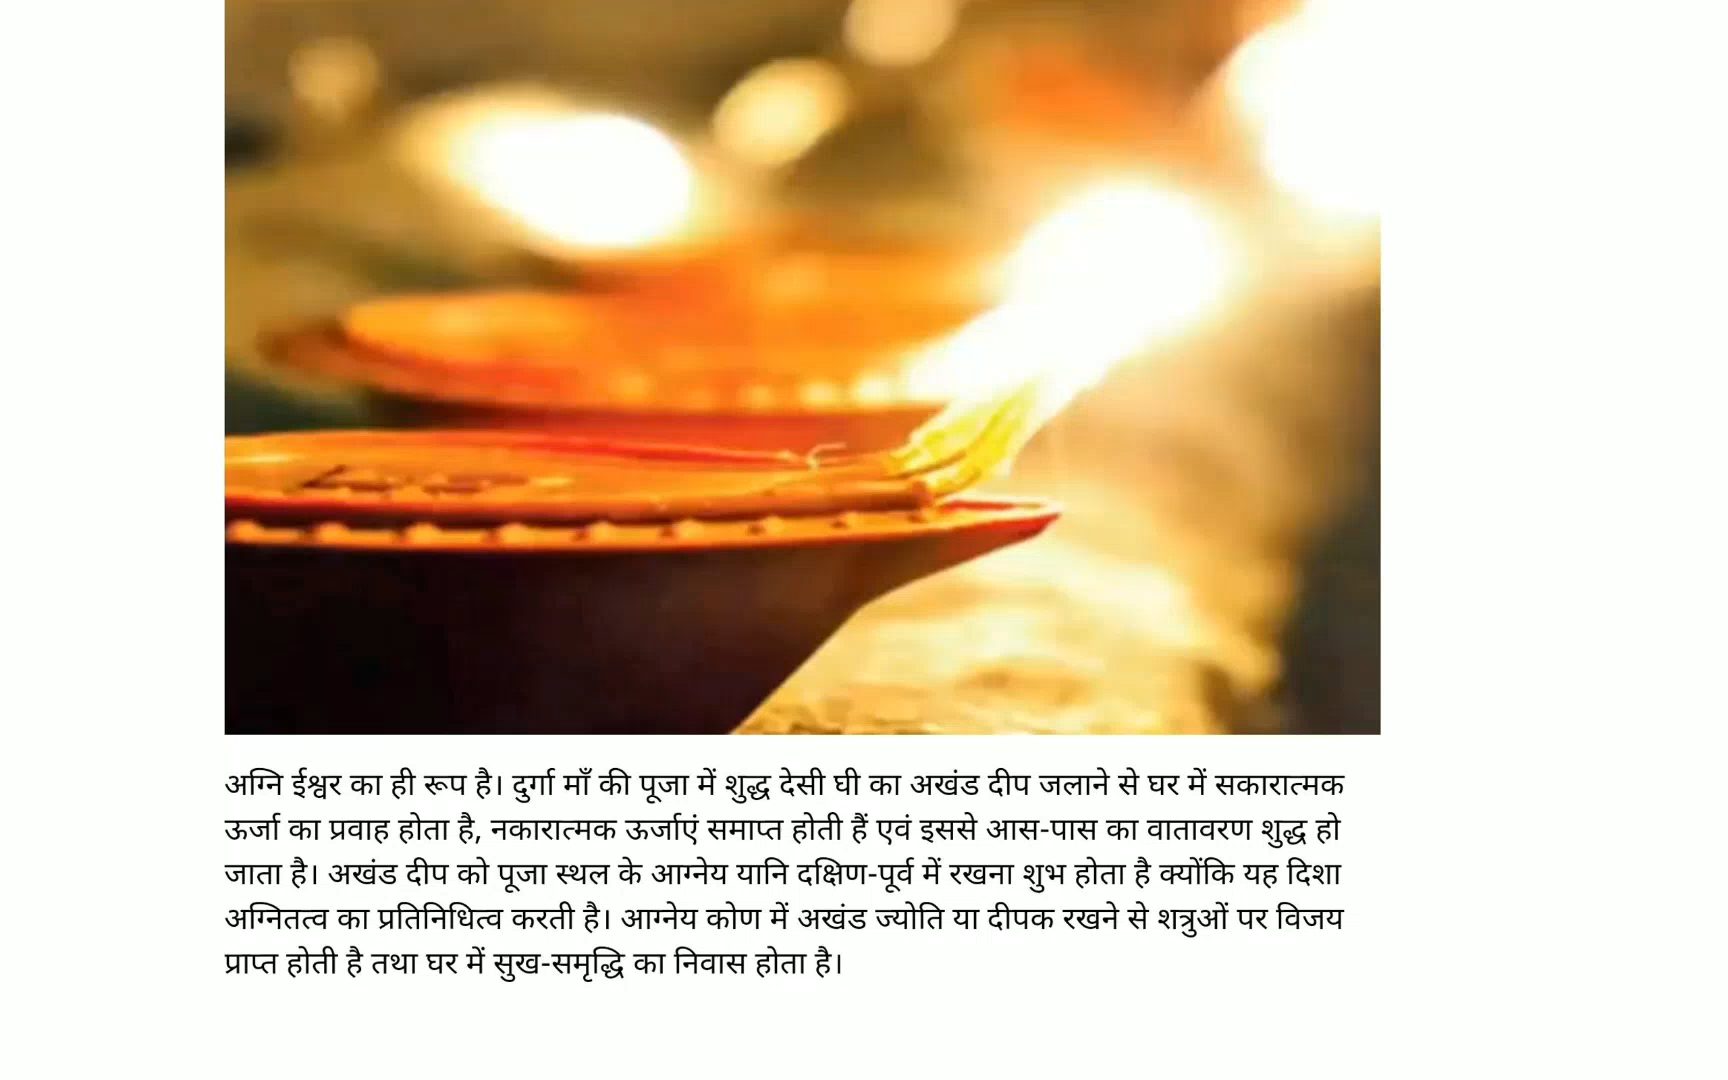 अग्नि ईश्वर का ही रूप है। दुर्गा माँ की पूजा में शुद्ध देसी घी का अखंड दीप जलाने से घर में सकारात्मक
ऊर्जा का प्रवाह होता है, नकारात्मक ऊर्जाएं समाप्त होती हैं एवं इससे आस-पास का वातावरण शुद्ध हो
जाता है। अखंड दीप को पूजा स्थल के आग्नेय यानि दक्षिण-पूर्व में रखना शुभ होता है क्योंकि यह दिशा
अग्नितत्व का प्रतिनिधित्व करती है। आग्नेय कोण में अखंड ज्योति या दीपक रखने से शत्रुओं पर विजय
प्राप्त होती है तथा घर में सुख-समृद्धि का निवास होता है।